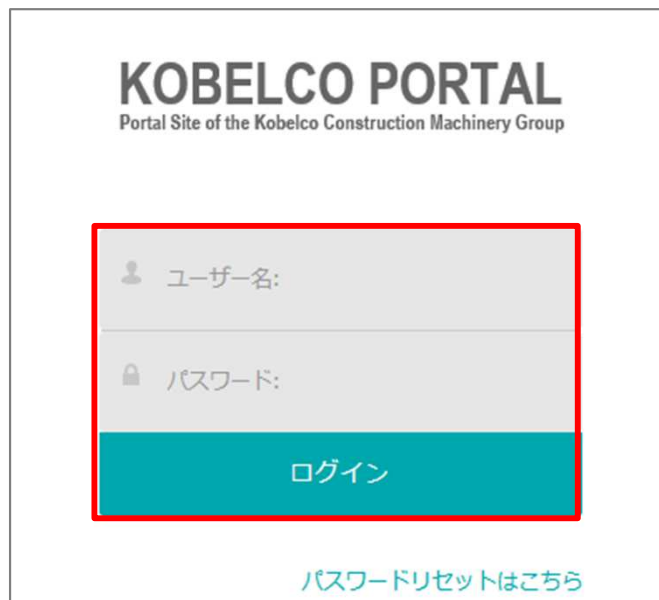 KOBELCO PORTAL
Portal Site of the Kobelco Construction Machinery Group
ユーザー名:
パスワード:
ログイン
パスワードリセットはこちら